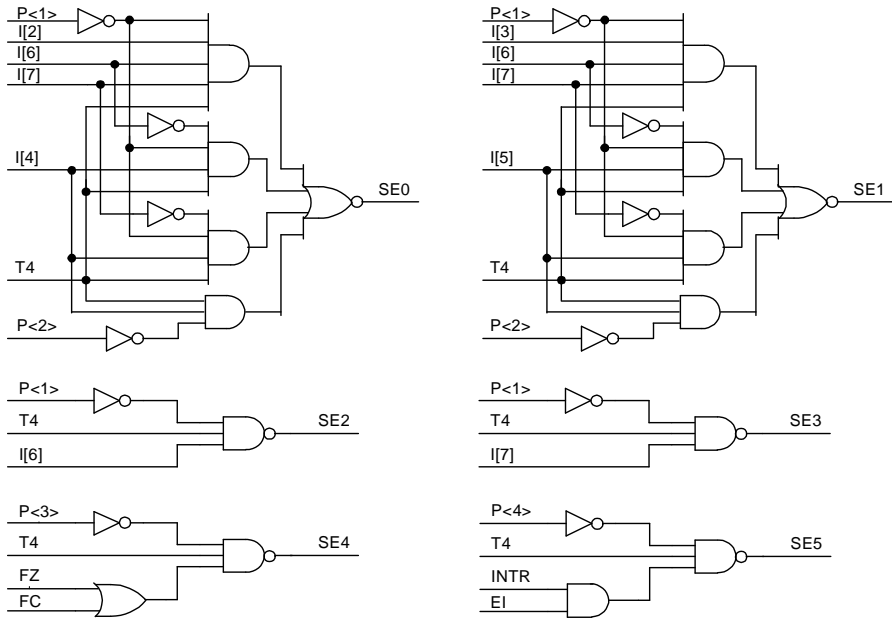 P<1>
I[2]
I[6]
I[7]
I[4]
SE0
T4
P<2>
P<1>
I[3]
I[6]
I[7]
I[5]
SE1
T4
P<2>
P<1>
T4
SE2
I[6]
P<1>
T4
SE3
I[7]
P<3>
T4
SE4
FZ
FC
P<4>
T4
SE5
INTR
EI